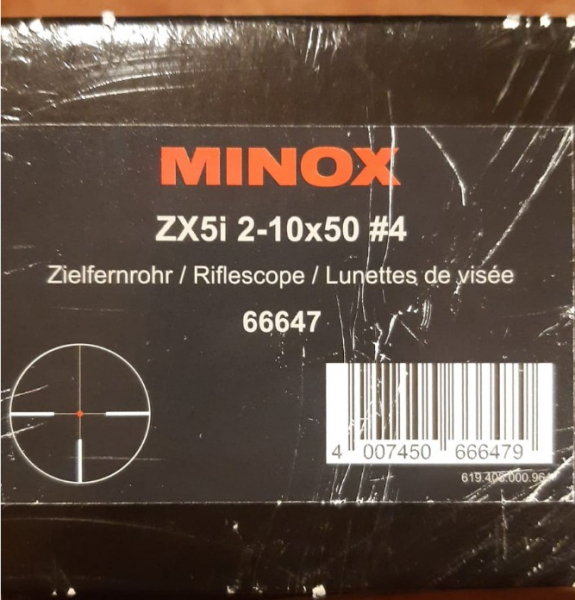 MINOX
ZX5i 2-10x50 #4
Zielfernrohr / Riflescope / Lunettes de visée
66647
4 007450 666479